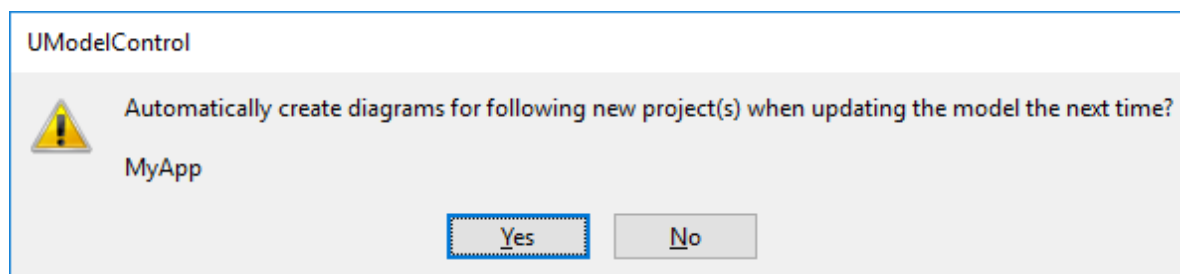 UModelControl
Automatically create diagrams for following new project(s) when updating the model the next time?
MyApp
Yes No